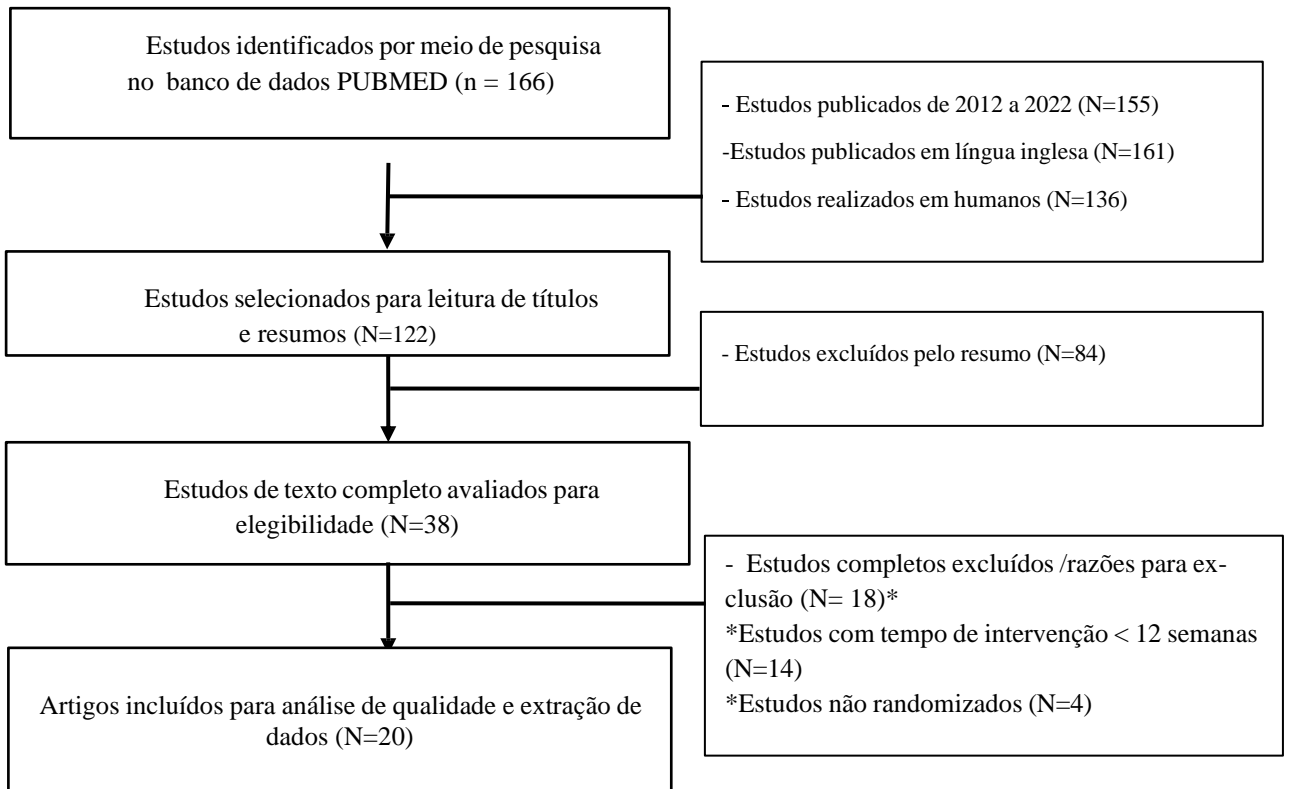 Estudos identificados por meio de pesquisa
no banco de dados PUBMED (n = 166)
- Estudos publicados de 2012 a 2022 (N=155)
-Estudos publicados em língua inglesa (N=161)
- Estudos realizados em humanos (N=136)
Estudos selecionados para leitura de títulos
e resumos (N=122)
- Estudos excluídos pelo resumo (N=84)
Estudos de texto completo avaliados para
elegibilidade (N=38)
- Estudos completos excluídos /razões para ex-
clusão (N= 18)*
*Estudos com tempo de intervenção < 12 semanas
(N=14)
*Estudos não randomizados (N=4)
Artigos incluídos para análise de qualidade e extração de
dados (N=20)